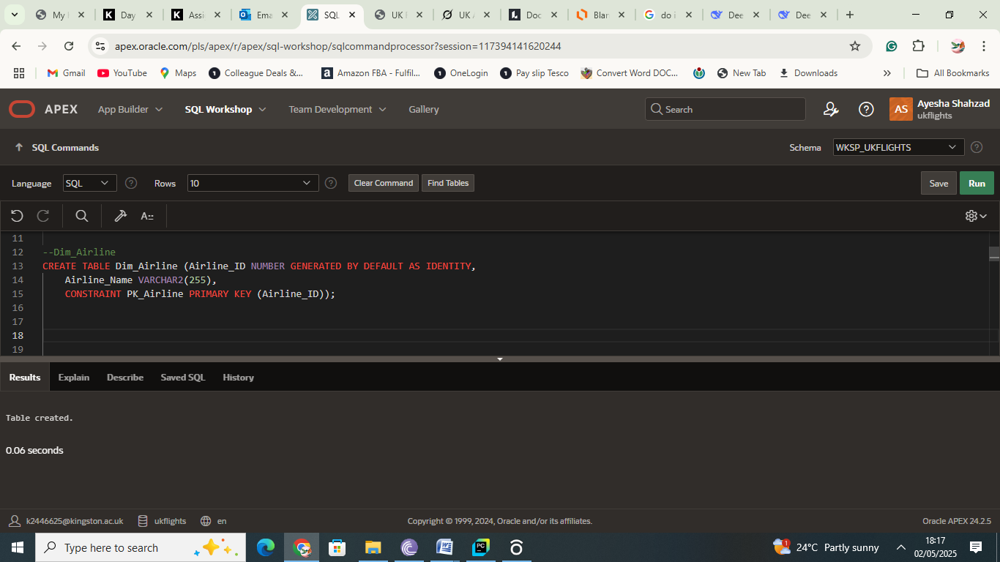 My
Day
Assi
Ema
SQL
UK
UK
Doc
Blan
do i
Dee
Dee
apex.oracle.com/pls/apex/r/apex/sql-workshop/sqlcommandprocessor?session=117394141620244
Gmail YouTube Maps Colleague Deals &... Amazon FBA - Fulfil... OneLogin Pay slip Tesco Convert Word DOC... New Tab Downloads All Bookmarks
APEX App Builder SQL Workshop Team Development Gallery Search AS Ayesha Shahzad
ukflights
SQL Commands Schema WKSP_UKFLIGHTS
Language SQL Rows 10 Clear Command Find Tables Save Run
A
11
12 --Dim_Airline
13 CREATE TABLE Dim_Airline (Airline_ID NUMBER GENERATED BY DEFAULT AS IDENTITY,
14 Airline_Name VARCHAR2(255),
15 CONSTRAINT PK_Airline PRIMARY KEY (Airline_ID));
16
17
18
19
Results Explain Describe Saved SQL History
Table created.
0.06 seconds
k2446625@kingston.ac.uk ukflights en Copyright © 1999, 2024, Oracle and/or its affiliates. Oracle APEX 24.2.5
Type here to search 24°C Partly sunny 18:17
02/05/2025